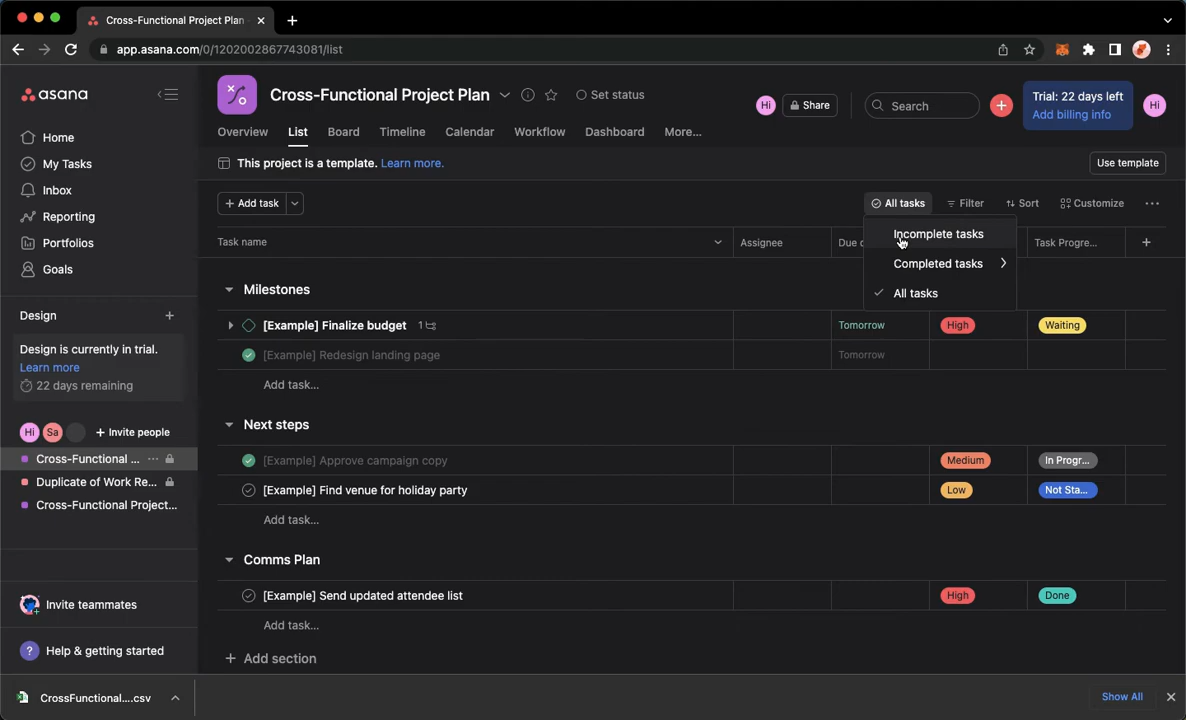 Cross-Functional Project Plan
app.asana.com/0/1202002867743081/list
asana
Home
My Tasks
Inbox
Reporting
Portfolios
Goals
Design
Design is currently in trial.
Learn more
22 days remaining
Hi Sa + Invite people
Cross-Functional ... ...
Duplicate of Work Re...
Cross-Functional Project...
Invite teammates
? Help & getting started
Cross-Functional Project Plan
Set status
Hi
Share
Search
+
Trial: 22 days left
Add billing info
Hi
Overview List Board Timeline Calendar Workflow Dashboard More...
This project is a template. Learn more.
Use template
+ Add task
All tasks Filter Sort Customize ...
Incomplete tasks
Completed tasks
All tasks
Task name Assignee Due Task Progre... +
Milestones
[Example] Finalize budget 1 Tomorrow High Waiting
[Example] Redesign landing page Tomorrow
Add task...
Next steps
[Example] Approve campaign copy Medium In Progr...
[Example] Find venue for holiday party Low Not Sta...
Add task...
Comms Plan
[Example] Send updated attendee list High Done
Add task...
+ Add section
CrossFunctional....csv
Show All